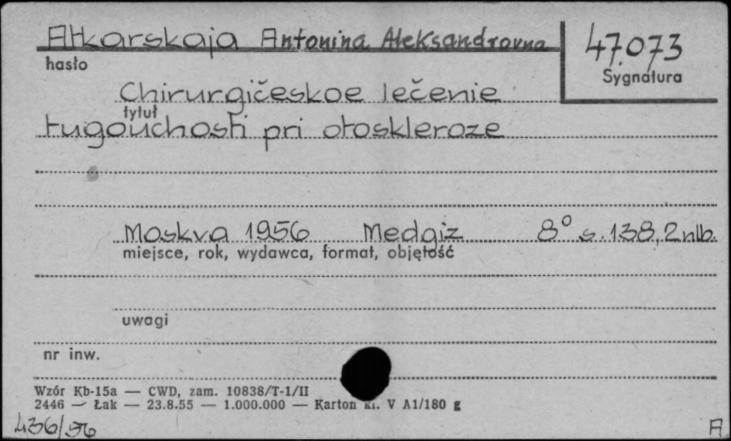 Atkarskaja Antonina Aleksandrovna
hasło
47.073
Sygnatura
Chirurgičeskoe lečenie
tytuł
tugouchosti pri otoskleroze
Moskva 1956 Medgiz 8° s. 138, 2 nlb.
miejsce, rok, wydawca, format, objętość
uwagi
nr inw.
Wzór Kb-15a — CWD, zam. 10838/T-1/II
2446 — Łak — 23.8.55 — 1.000.000 — Karton kl. V A1/180 g
436/56
A